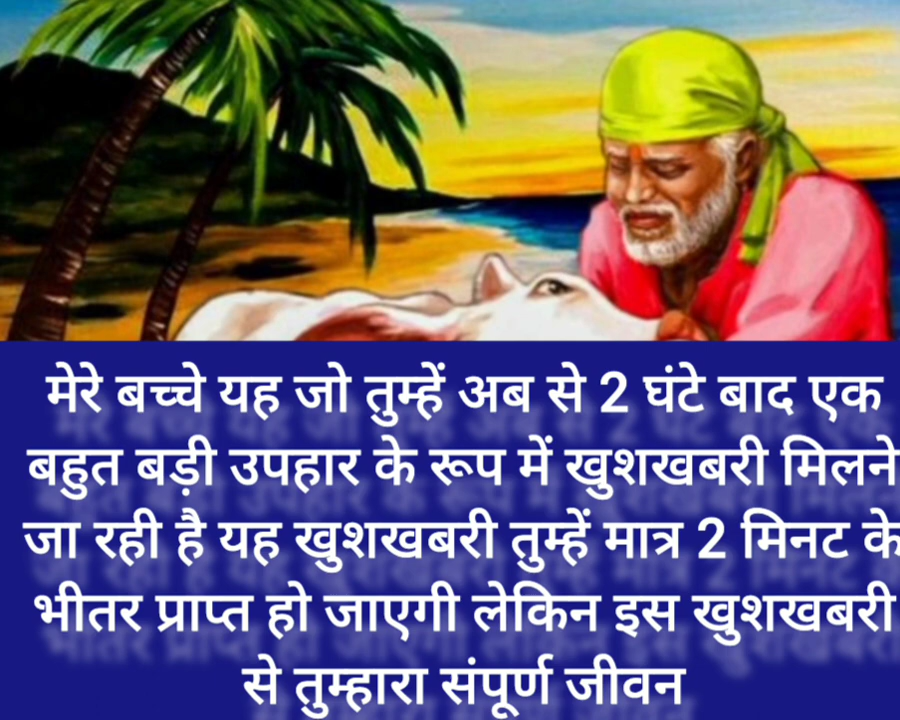 मेरे बच्चे यह जो तुम्हें अब से 2 घंटे बाद एक
बहुत बड़ी उपहार के रूप में खुशखबरी मिलने
जा रही है यह खुशखबरी तुम्हें मात्र 2 मिनट के
भीतर प्राप्त हो जाएगी लेकिन इस खुशखबरी
से तुम्हारा संपूर्ण जीवन